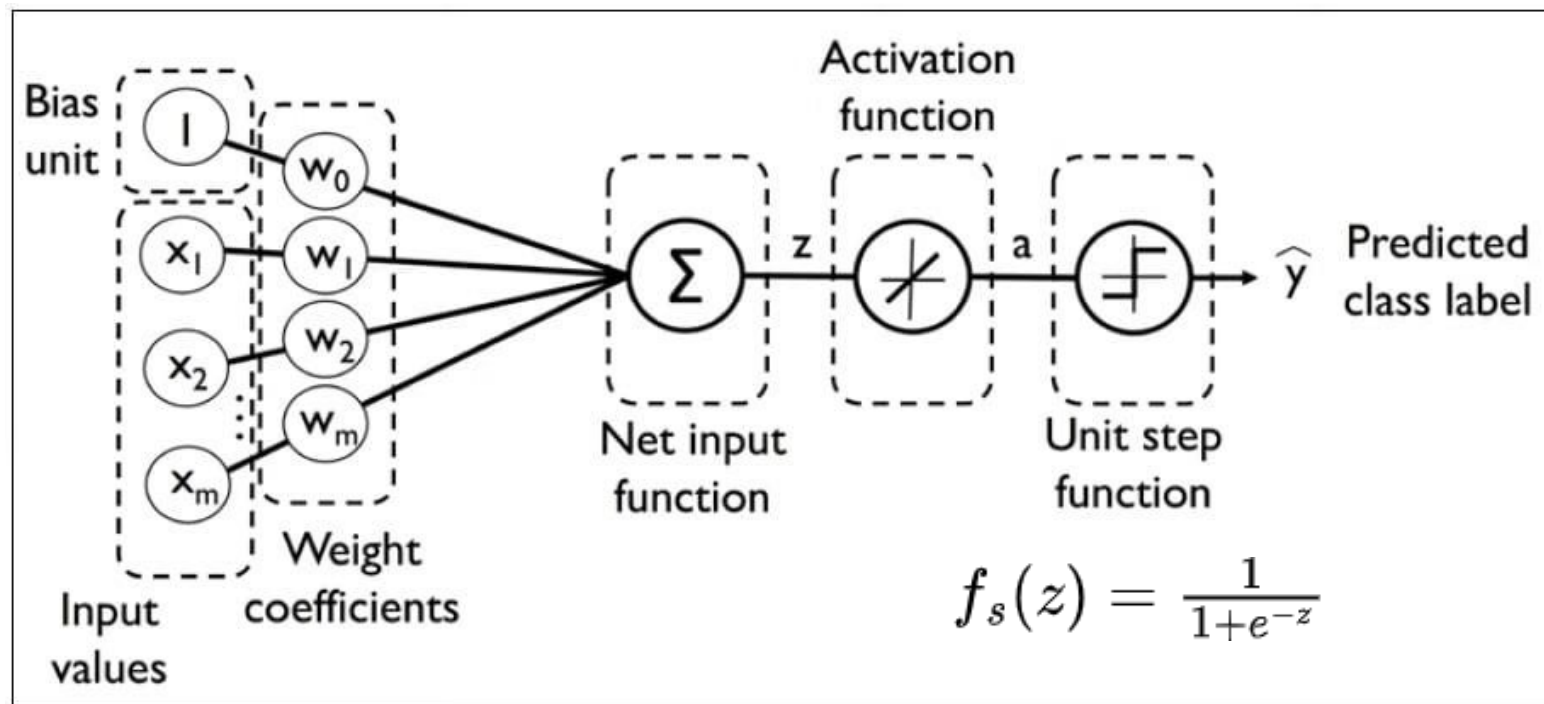 Bias
unit
1
x₁
x₂
⋮
xₘ
Input
values
w₀
w₁
w₂
wₘ
Weight
coefficients
Σ
Net input
function
z
Activation
function
a
Unit step
function
ŷ
Predicted
class label
fₛ(z) = 1/(1+e⁻ᶻ)